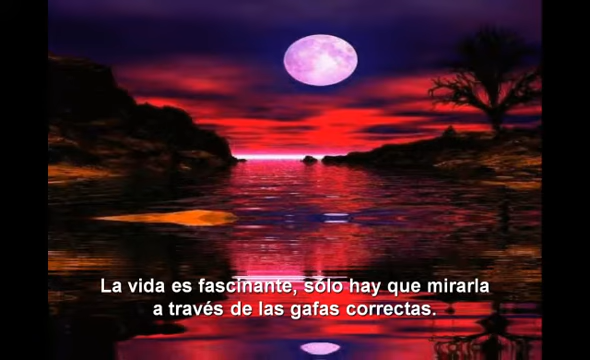 La vida es fascinante, sólo hay que mirarla
a través de las gafas correctas.